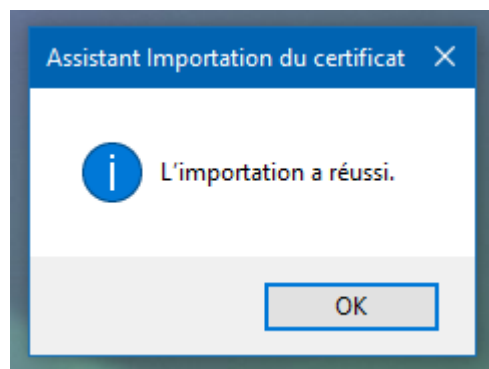 Assistant Importation du certificat
L'importation a réussi.
OK